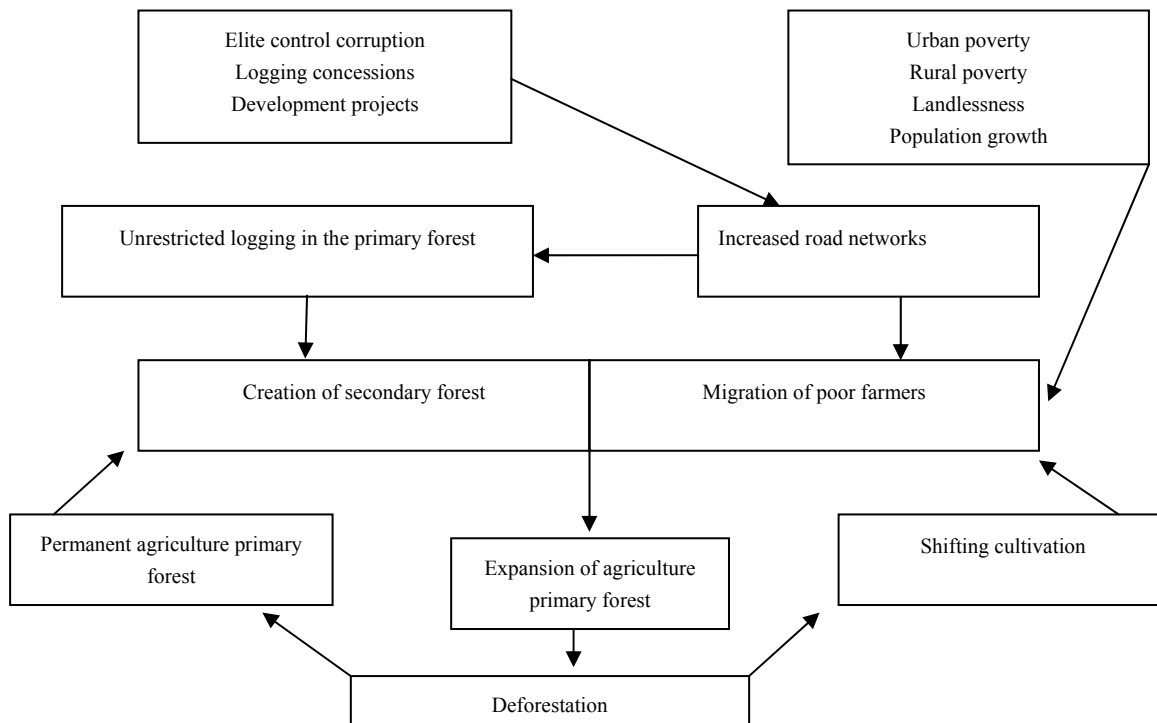 Elite control corruption
Logging concessions
Development projects
Urban poverty
Rural poverty
Landlessness
Population growth
Unrestricted logging in the primary forest
Increased road networks
Creation of secondary forest
Migration of poor farmers
Permanent agriculture primary
forest
Expansion of agriculture
primary forest
Shifting cultivation
Deforestation